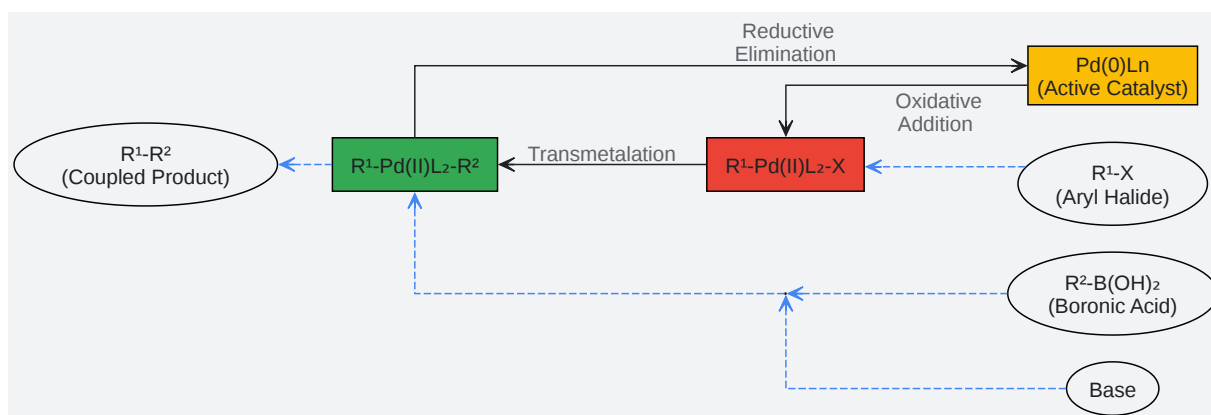 Reductive
Elimination
Pd(0)Ln
(Active Catalyst)
Oxidative
Addition
R¹-R²
(Coupled Product)
R¹-Pd(II)L₂-R²
Transmetalation
R¹-Pd(II)L₂-X
R¹-X
(Aryl Halide)
R²-B(OH)₂
(Boronic Acid)
Base